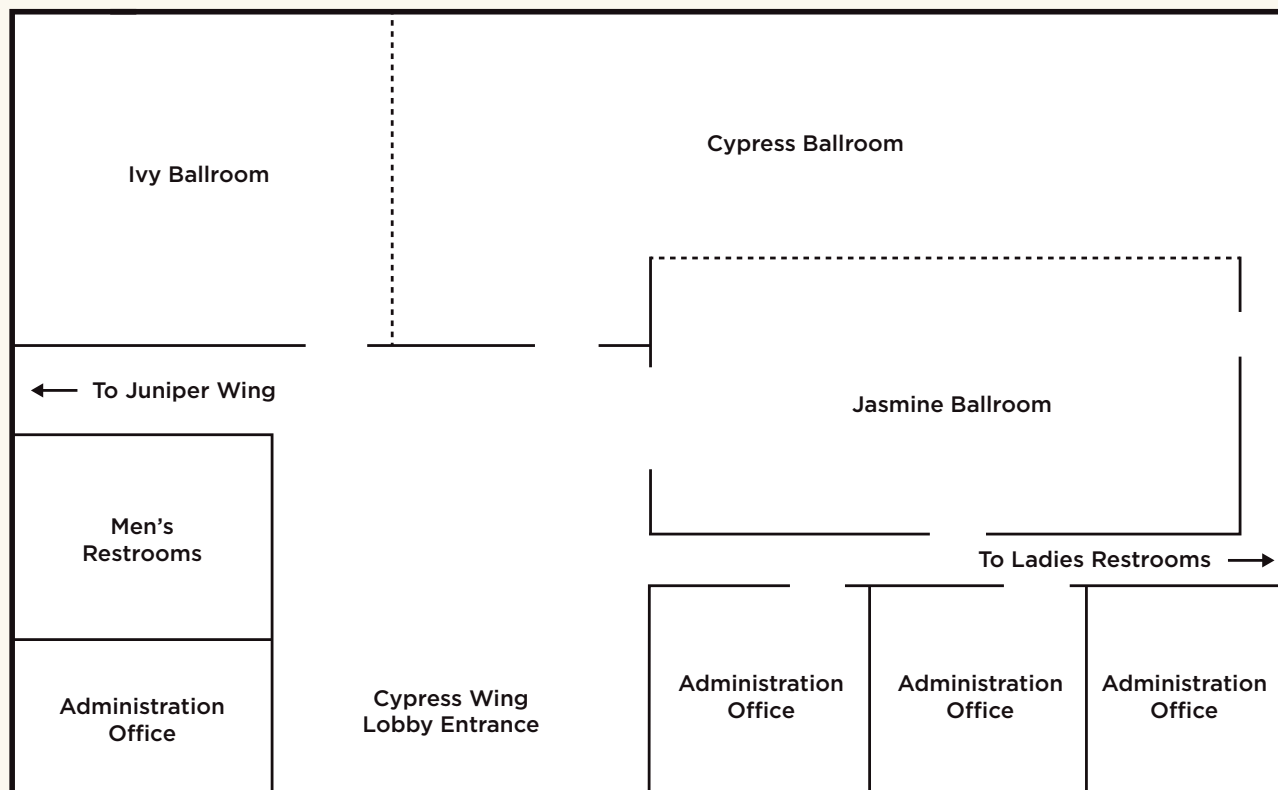 Ivy Ballroom
Cypress Ballroom
To Juniper Wing
Jasmine Ballroom
Men’s
Restrooms
To Ladies Restrooms
Administration
Office
Cypress Wing
Lobby Entrance
Administration
Office
Administration
Office
Administration
Office